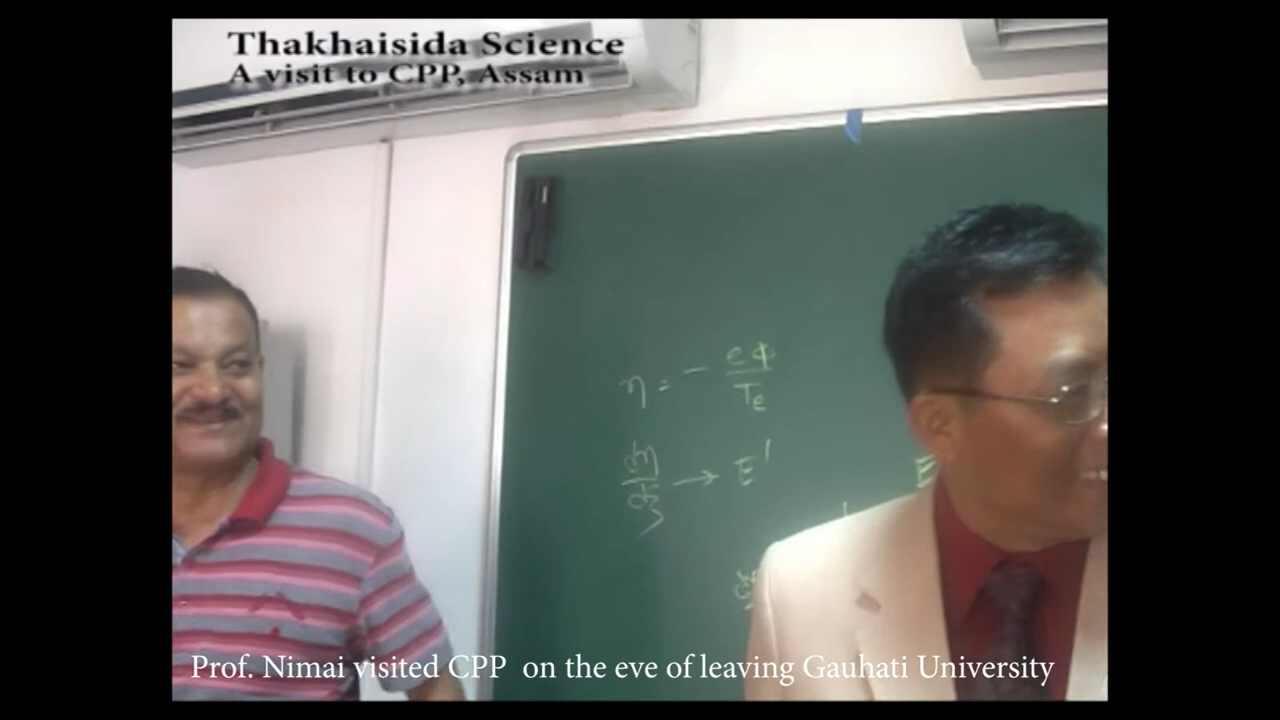 Thakhaisida Science
A visit to CPP, Assam
η = - eΦ / Te
→ E'
E
Prof. Nimai visited CPP on the eve of leaving Gauhati University